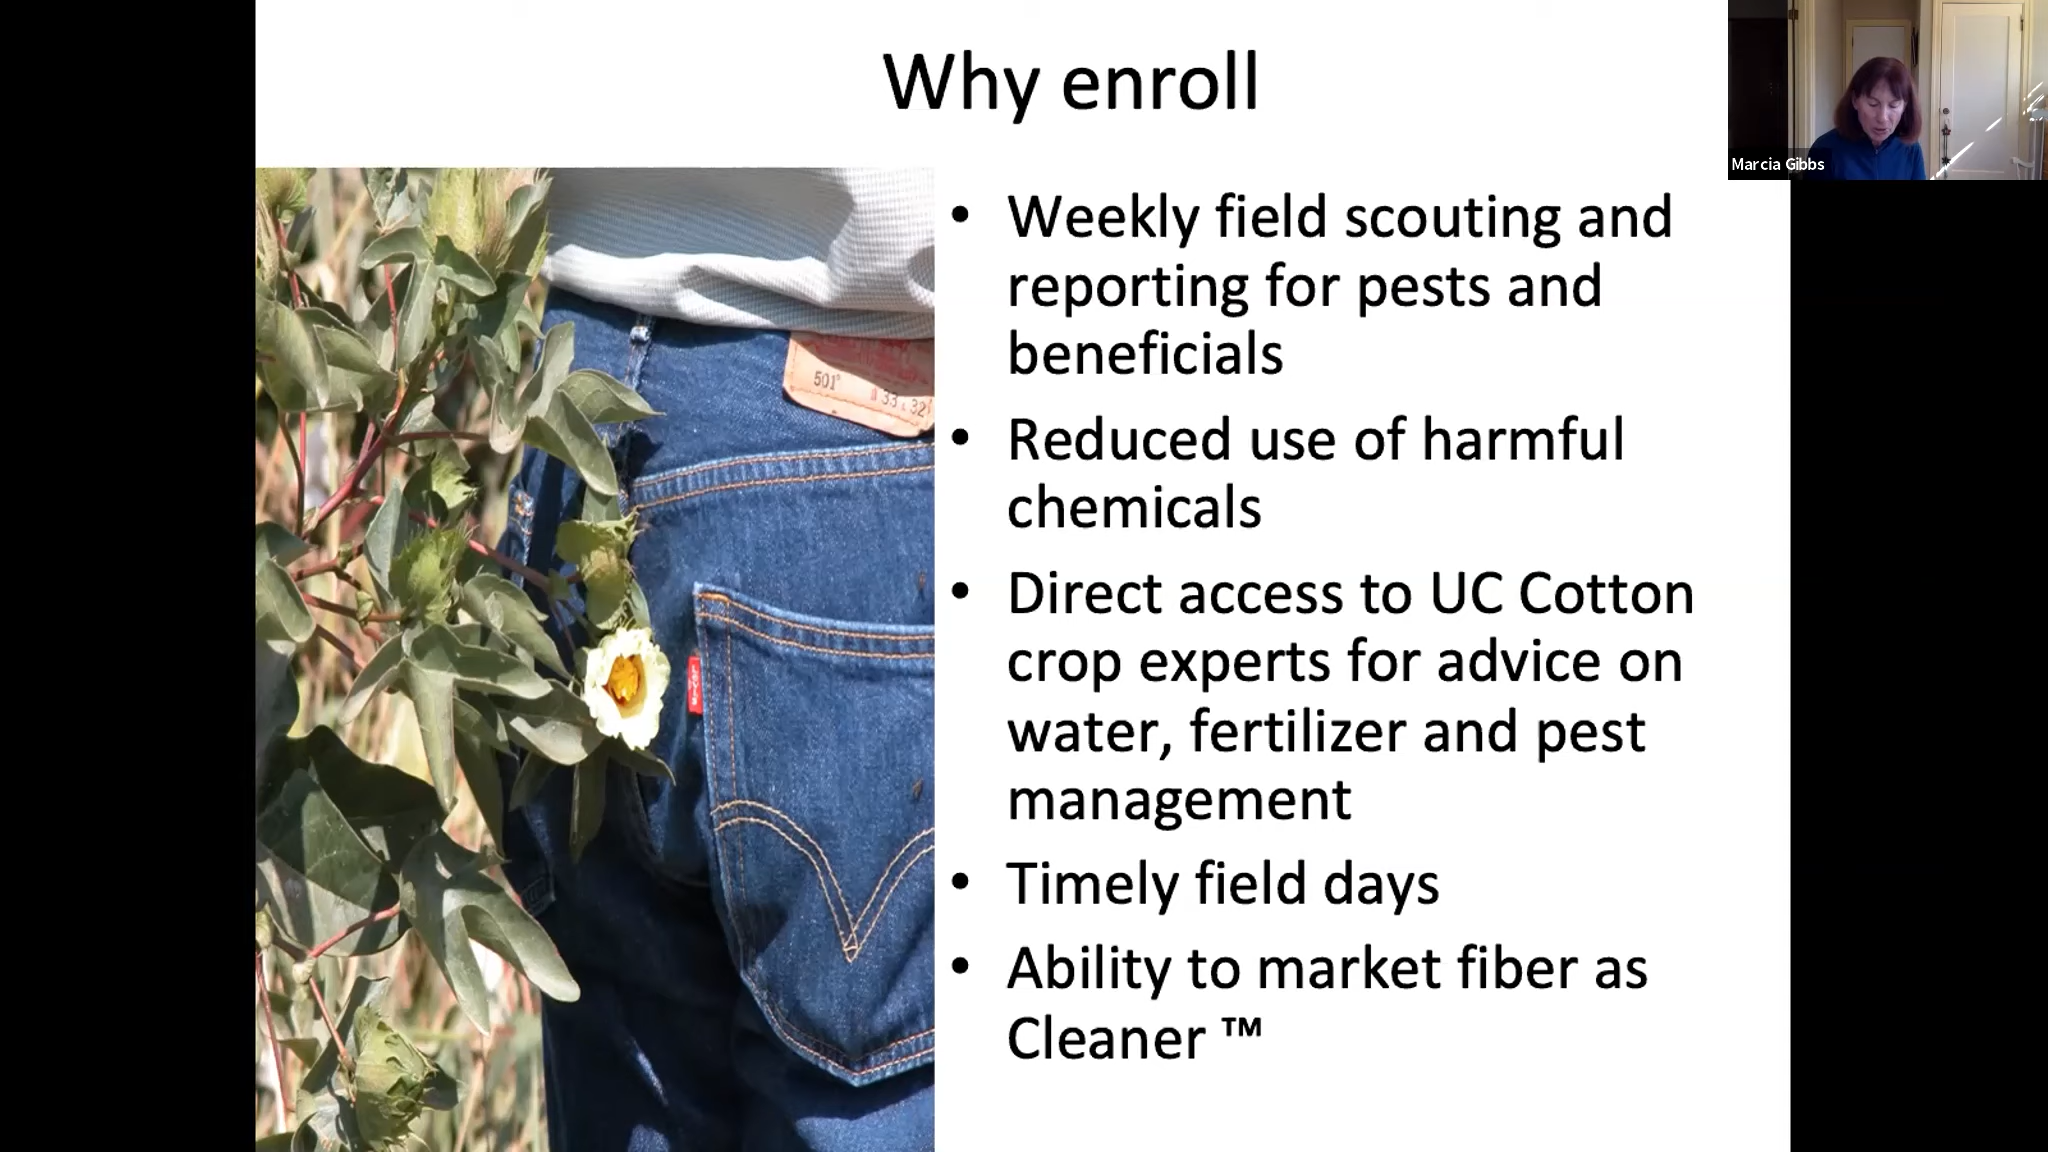 Why enroll
Marcia Gibbs
• Weekly field scouting and
reporting for pests and
beneficials
• Reduced use of harmful
chemicals
• Direct access to UC Cotton
crop experts for advice on
water, fertilizer and pest
management
• Timely field days
• Ability to market fiber as
Cleaner ™
501®
33 32